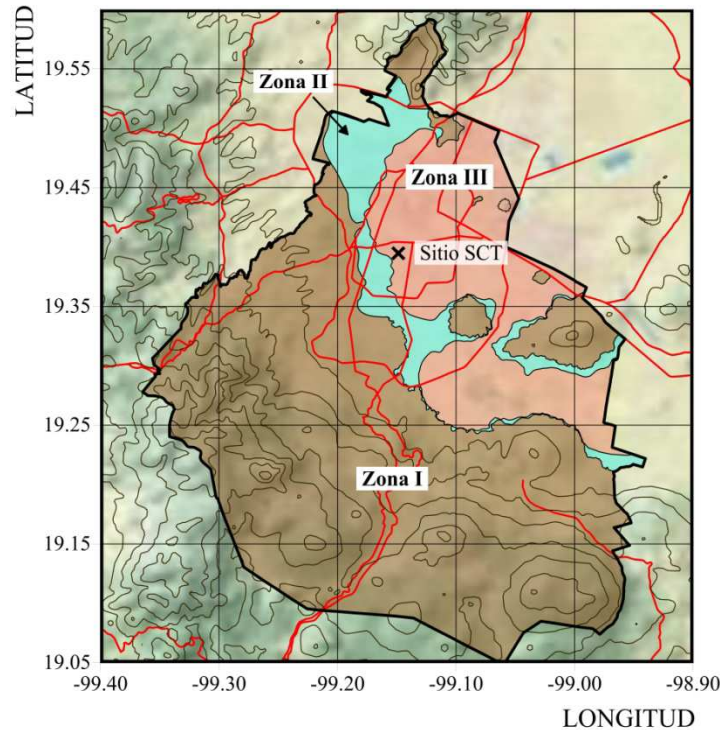 LATITUD
19.55
19.45
19.35
19.25
19.15
19.05
Zona II
Zona III
Sitio SCT
Zona I
-99.40
-99.30
-99.20
-99.10
-99.00
-98.90
LONGITUD